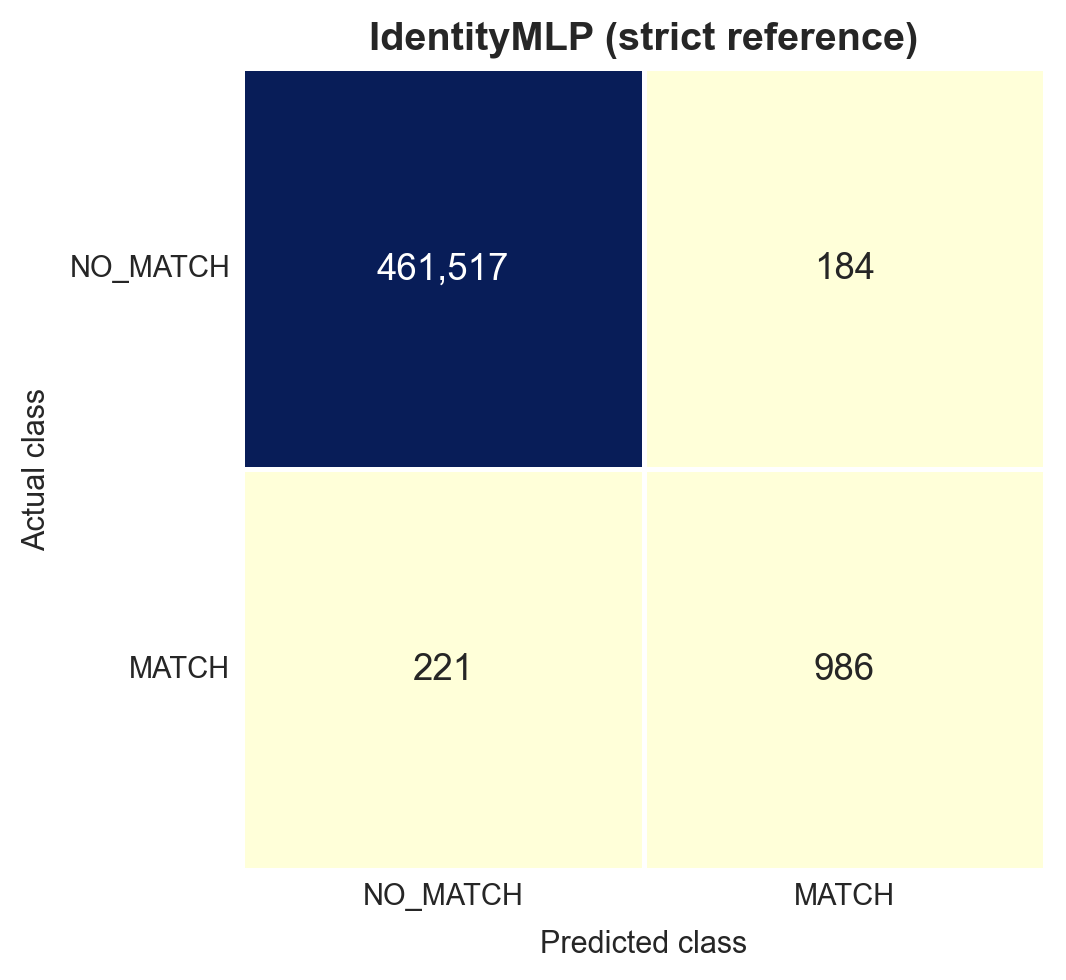 IdentityMLP (strict reference)
Actual class
NO_MATCH
461,517
184
MATCH
221
986
NO_MATCH
MATCH
Predicted class